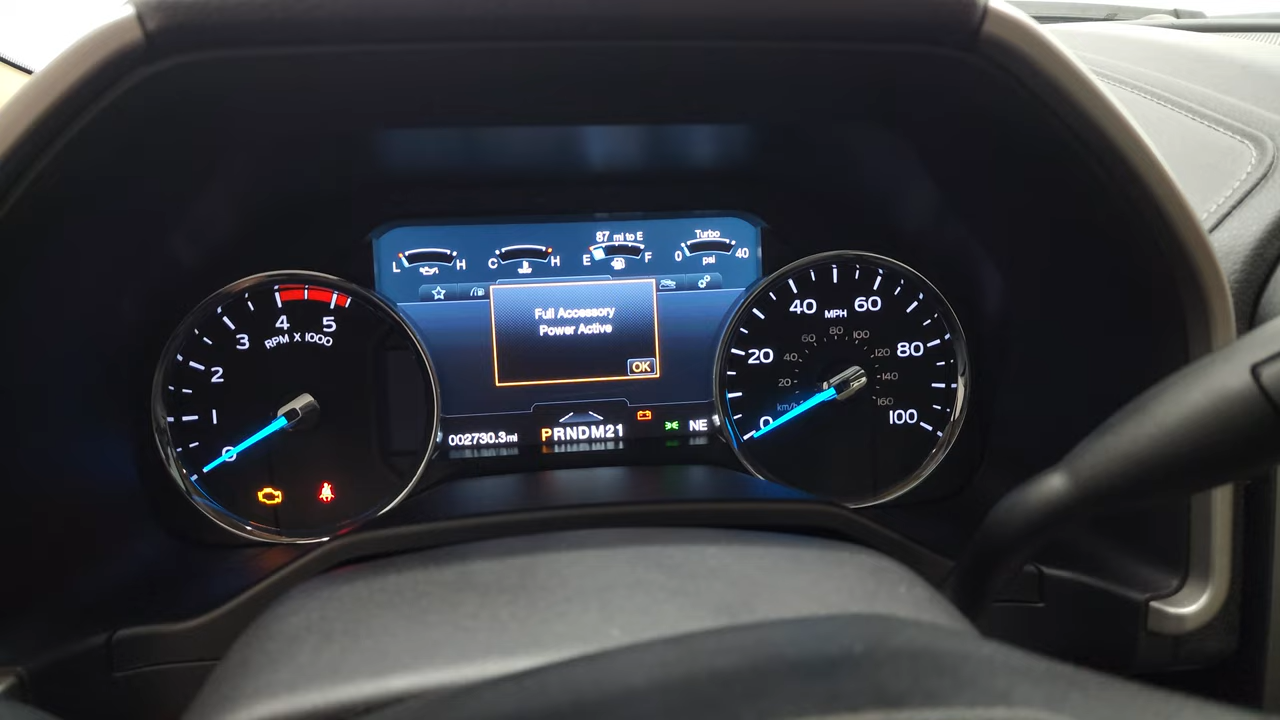 87 mi to E
Turbo
L H
C H
E F
0 40
psi
Full Accessory
Power Active
OK
4 5
RPM X 1000
3
2
1
0
40 60
MPH
20 80
0 100
60 80 100
40 120
20 140
km/h 160
002730.3mi
PRNDM21
NE